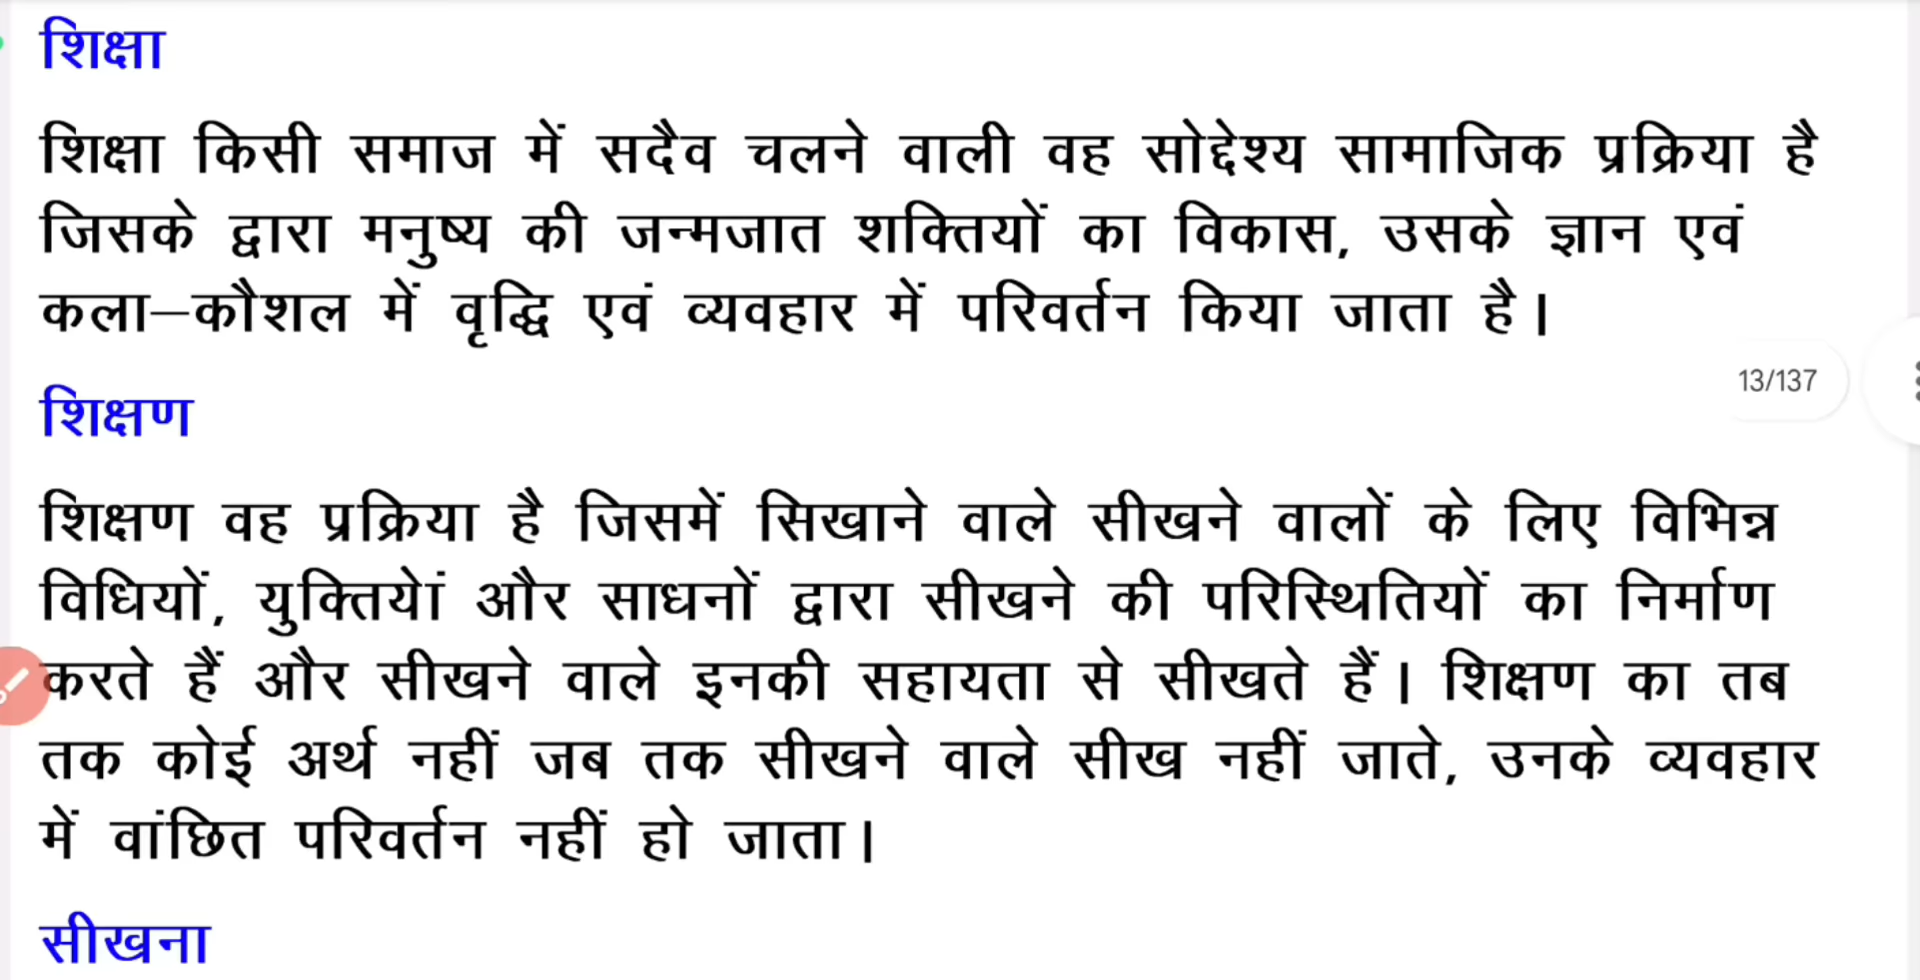 शिक्षा
शिक्षा किसी समाज में सदैव चलने वाली वह सोद्देश्य सामाजिक प्रक्रिया है
जिसके द्वारा मनुष्य की जन्मजात शक्तियों का विकास, उसके ज्ञान एवं
कला–कौशल में वृद्धि एवं व्यवहार में परिवर्तन किया जाता है।
13/137
शिक्षण
शिक्षण वह प्रक्रिया है जिसमें सिखाने वाले सीखने वालों के लिए विभिन्न
विधियों, युक्तियेां और साधनों द्वारा सीखने की परिस्थितियों का निर्माण
करते हैं और सीखने वाले इनकी सहायता से सीखते हैं। शिक्षण का तब
तक कोई अर्थ नहीं जब तक सीखने वाले सीख नहीं जाते, उनके व्यवहार
में वांछित परिवर्तन नहीं हो जाता।
सीखना